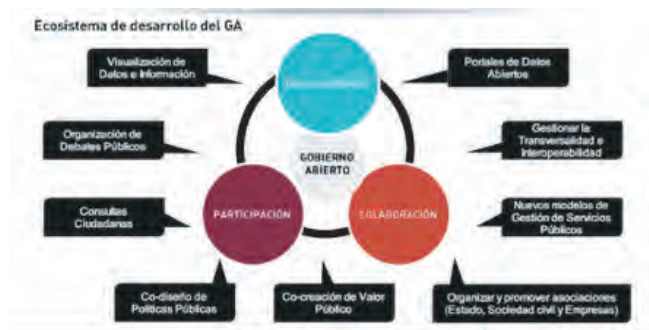 Ecosistema de desarrollo del GA
Visualización de
Datos e Información
Portales de Datos
Abiertos
Organización de
Debates Públicos
GOBIERNO
ABIERTO
Gestionar la
Transversalidad e
Interoperabilidad
Consultas
Ciudadanas
PARTICIPACIÓN
COLABORACIÓN
Nuevos modelos de
Gestión de Servicios
Públicos
Co-diseño de
Políticas Públicas
Co-creación de Valor
Público
Organizar y promover asociaciones
(Estado, Sociedad civil y Empresas)